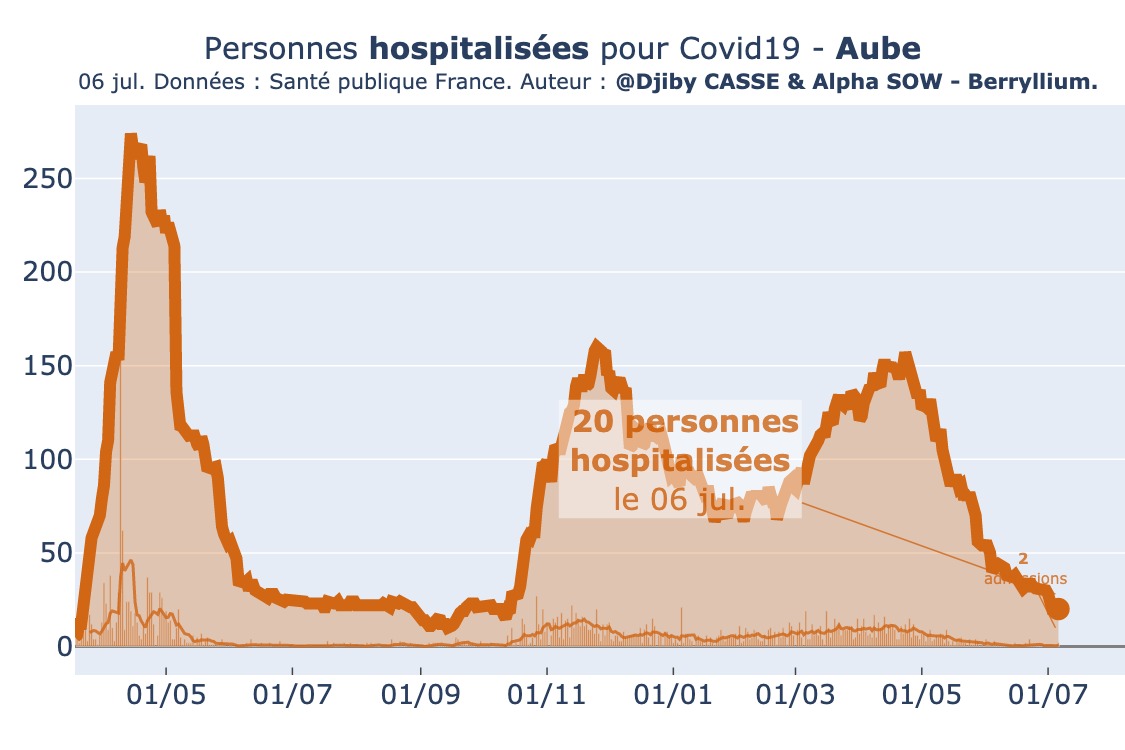 Personnes hospitalisées pour Covid19 - Aube
06 jul. Données : Santé publique France. Auteur : @Djiby CASSE & Alpha SOW - Berryllium.
250
200
150
100
50
0
20 personnes
hospitalisées
le 06 jul.
2
admissions
01/05
01/07
01/09
01/11
01/01
01/03
01/05
01/07